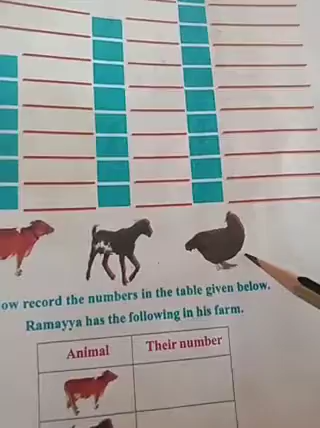 ow record the numbers in the table given below.
Ramayya has the following in his farm.
Animal Their number